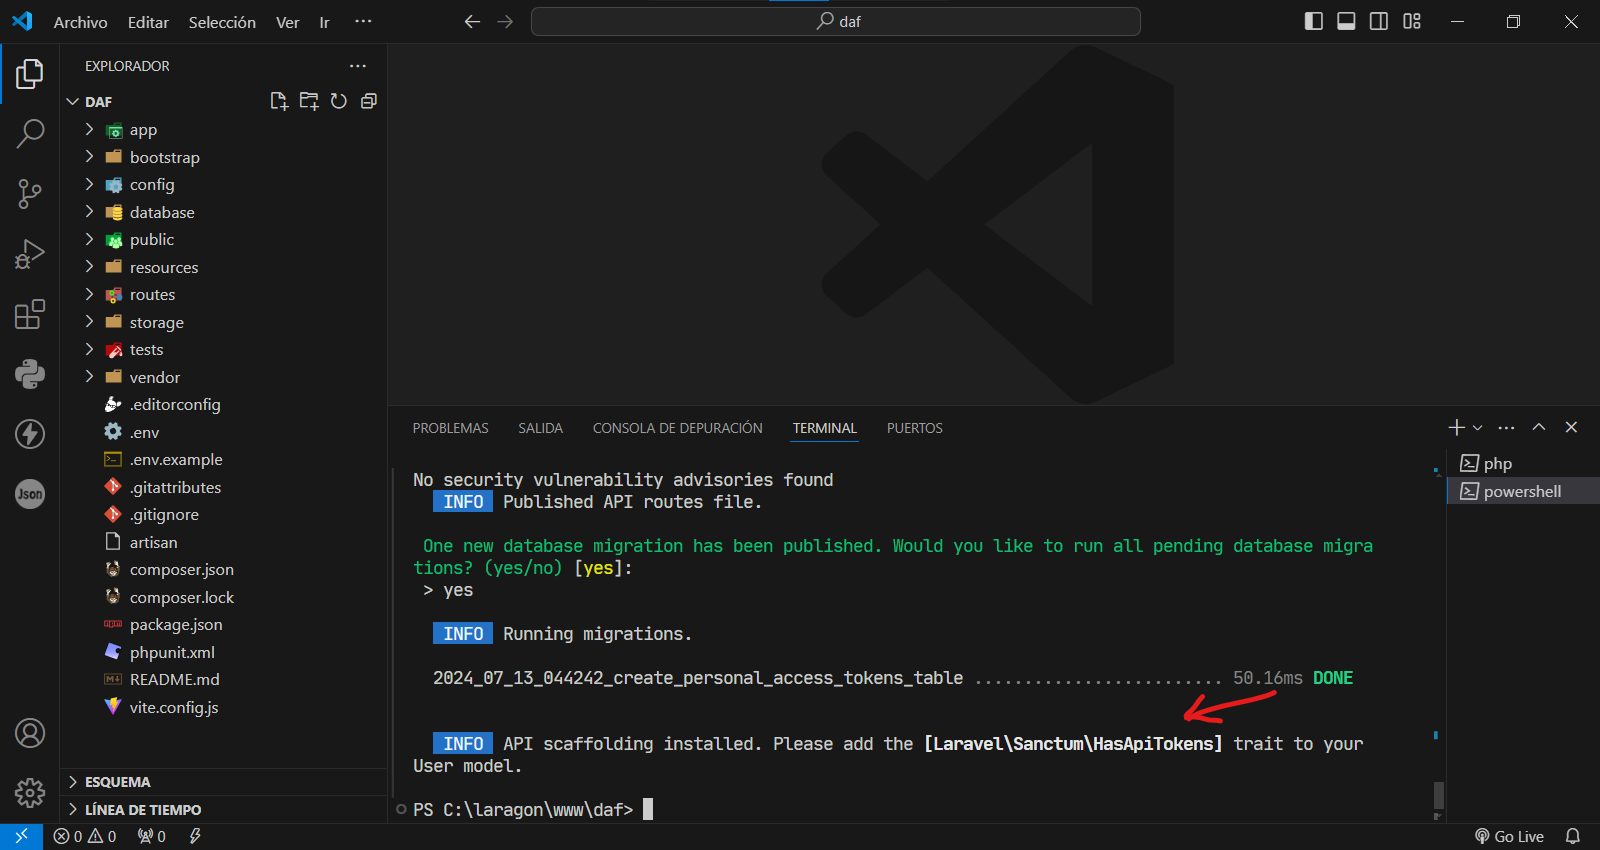 Archivo Editar Selección Ver Ir ···
daf
EXPLORADOR
DAF
app
bootstrap
config
database
public
resources
routes
storage
tests
vendor
.editorconfig
.env
.env.example
.gitattributes
.gitignore
artisan
composer.json
composer.lock
package.json
phpunit.xml
README.md
vite.config.js
ESQUEMA
LÍNEA DE TIEMPO
Json
PROBLEMAS SALIDA CONSOLA DE DEPURACIÓN TERMINAL PUERTOS
No security vulnerability advisories found
INFO Published API routes file.
One new database migration has been published. Would you like to run all pending database migra
tions? (yes/no) [yes]:
> yes
INFO Running migrations.
2024_07_13_044242_create_personal_access_tokens_table ......................... 50.16ms DONE
INFO API scaffolding installed. Please add the [Laravel\Sanctum\HasApiTokens] trait to your
User model.
PS C:\laragon\www\daf>
php
powershell
0 0 0
Go Live